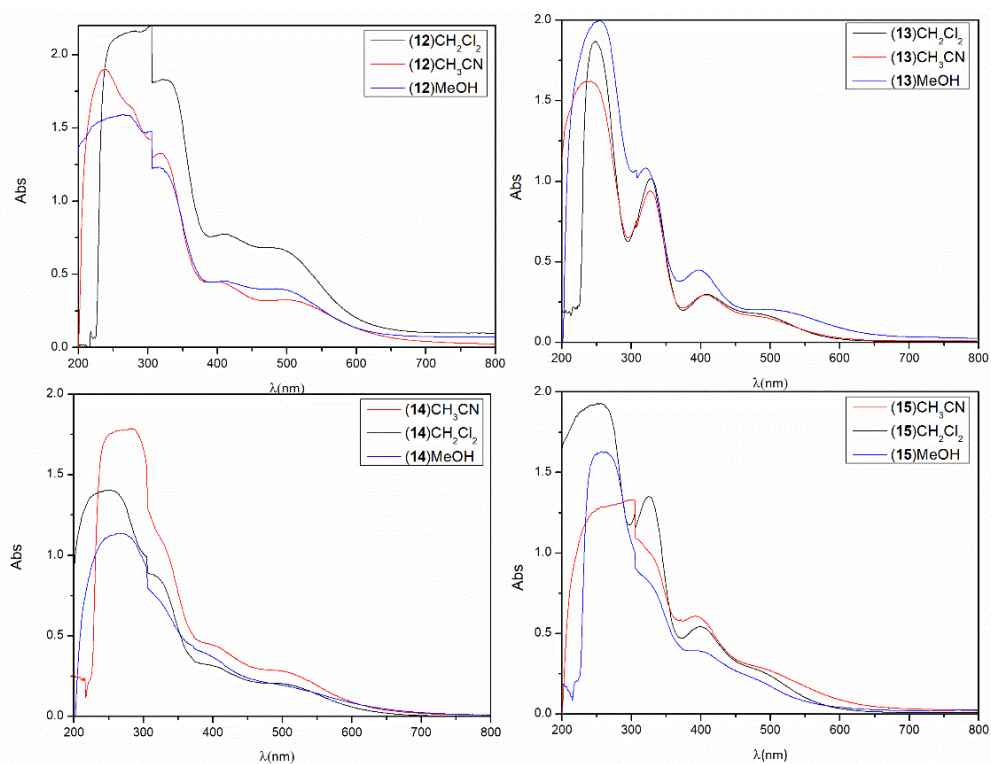 2.0
1.5
1.0
0.5
0.0
Abs
200 300 400 500 600 700 800
λ(nm)
(12)CH₂Cl₂
(12)CH₃CN
(12)MeOH
2.0
1.5
1.0
0.5
0.0
Abs
200 300 400 500 600 700 800
λ(nm)
(13)CH₂Cl₂
(13)CH₃CN
(13)MeOH
2.0
1.5
1.0
0.5
0.0
Abs
200 300 400 500 600 700 800
λ(nm)
(14)CH₃CN
(14)CH₂Cl₂
(14)MeOH
2.0
1.5
1.0
0.5
0.0
Abs
200 300 400 500 600 700 800
λ(nm)
(15)CH₃CN
(15)CH₂Cl₂
(15)MeOH